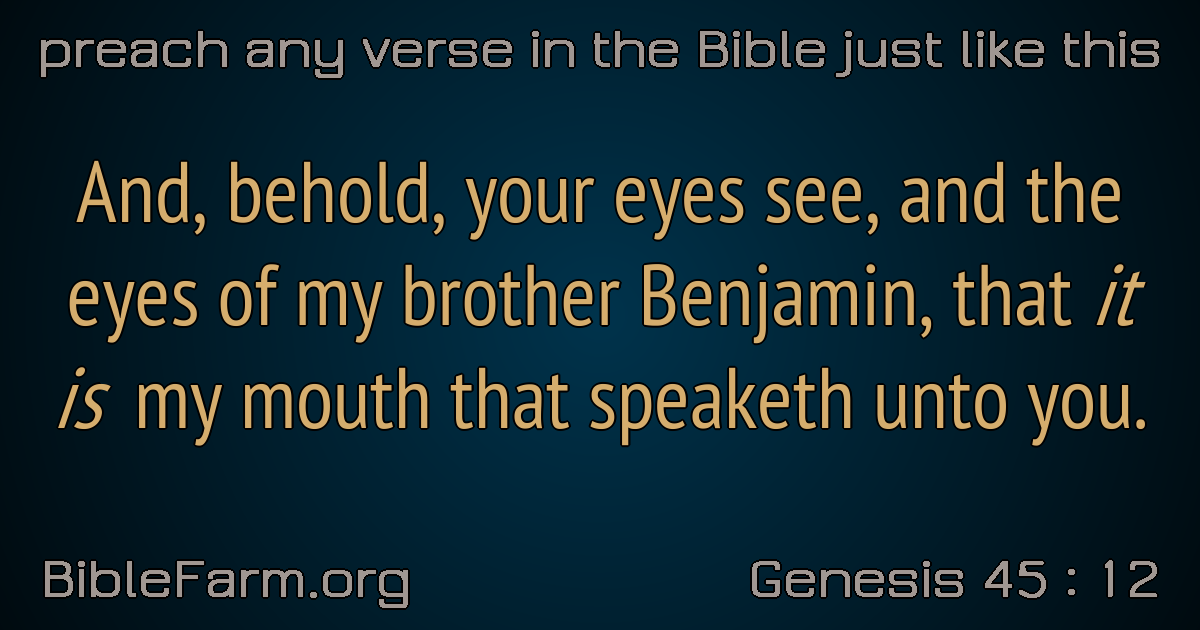 preach any verse in the Bible just like this
And, behold, your eyes see, and the
eyes of my brother Benjamin, that it
is my mouth that speaketh unto you.
BibleFarm.org
Genesis 45 : 12